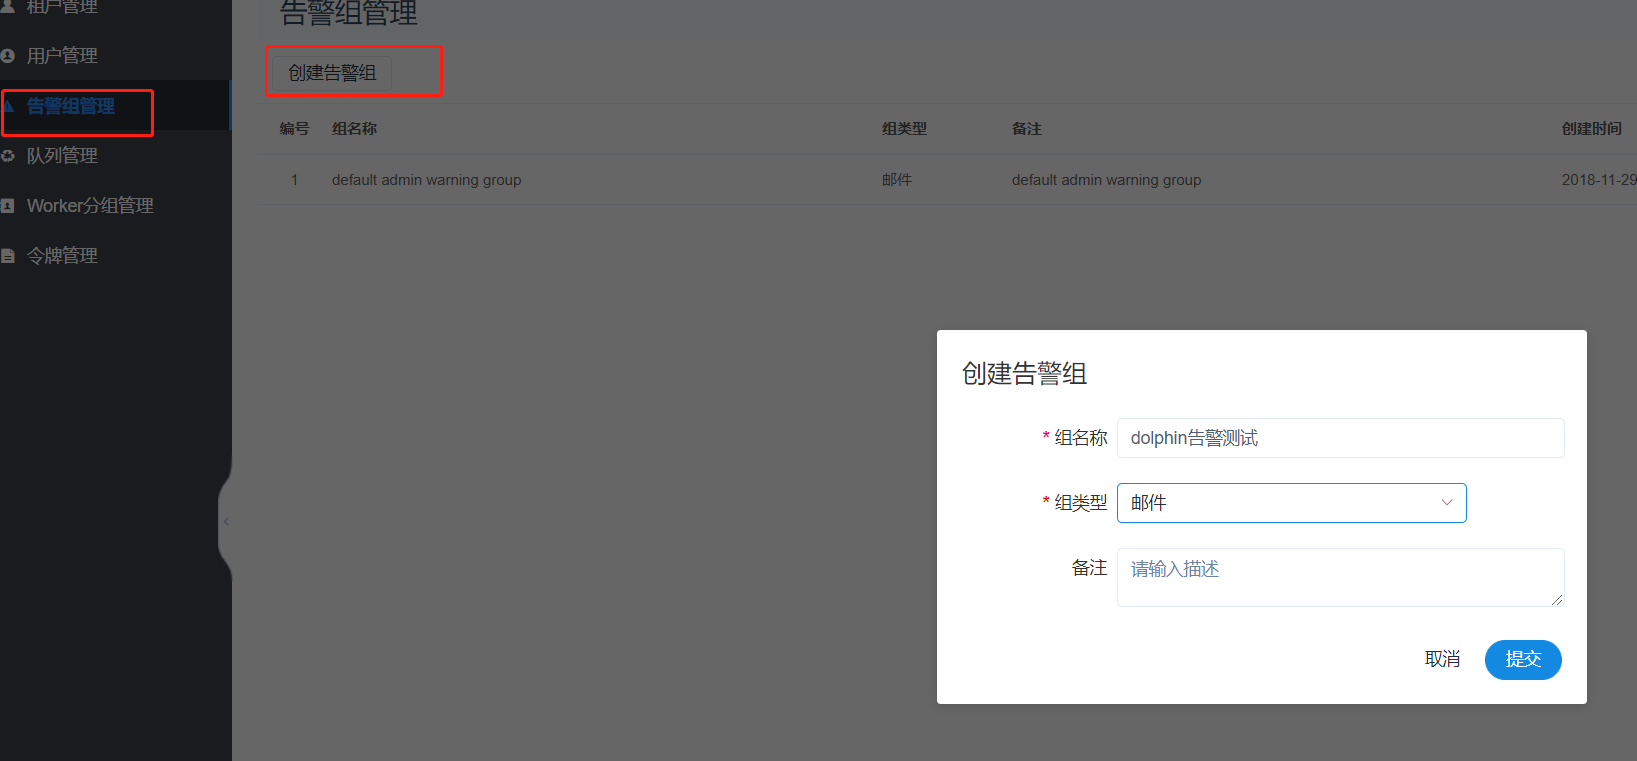 租户管理
用户管理
告警组管理
队列管理
Worker分组管理
令牌管理
告警组管理
创建告警组
编号 组名称 组类型 备注 创建时间
1 default admin warning group 邮件 default admin warning group 2018-11-29
创建告警组
* 组名称 dolphin告警测试
* 组类型 邮件
备注 请输入描述
取消 提交